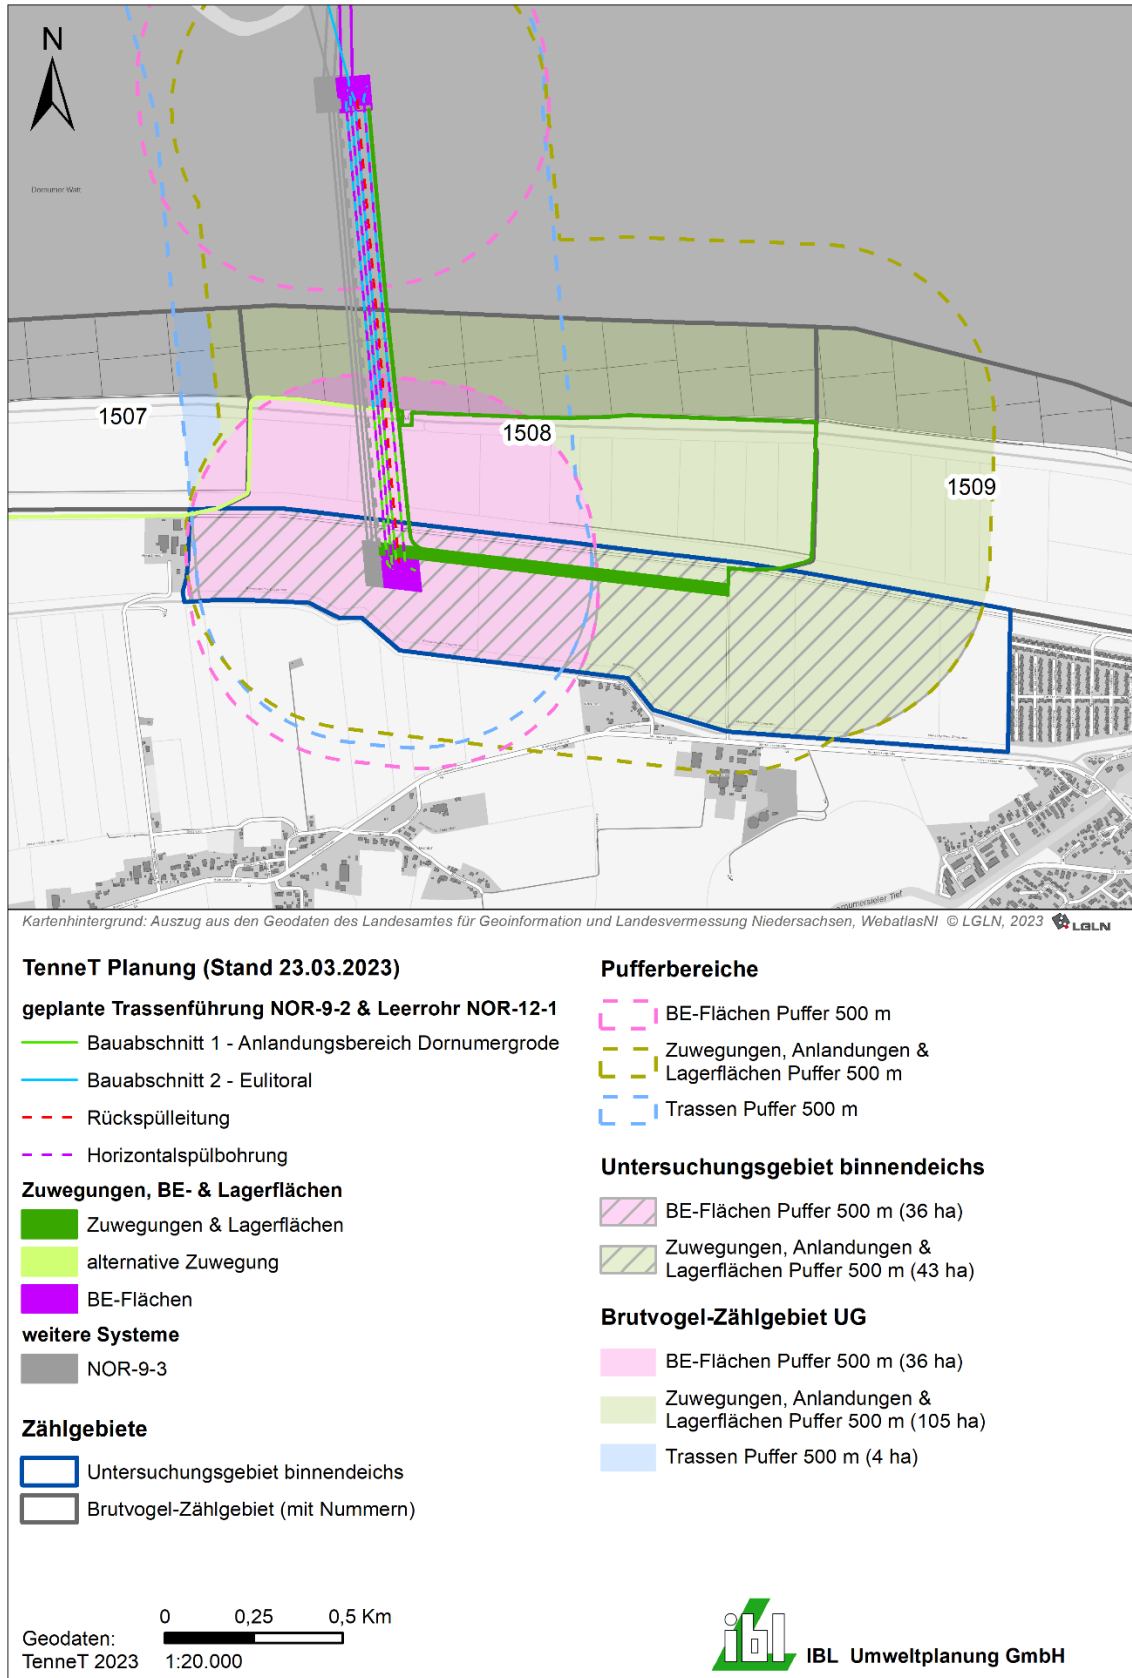 N
Dornumer Watt
1507
1508
1509
Dornumersieler Tief
Kartenhintergrund: Auszug aus den Geodaten des Landesamtes für Geoinformation und Landesvermessung Niedersachsen, WebatlasNI © LGLN, 2023 LGLN
TenneT Planung (Stand 23.03.2023)
geplante Trassenführung NOR-9-2 & Leerrohr NOR-12-1
Bauabschnitt 1 - Anlandungsbereich Dornumergrode
Bauabschnitt 2 - Eulitoral
Rückspülleitung
Horizontalspülbohrung
Zuwegungen, BE- & Lagerflächen
Zuwegungen & Lagerflächen
alternative Zuwegung
BE-Flächen
weitere Systeme
NOR-9-3
Zählgebiete
Untersuchungsgebiet binnendeichs
Brutvogel-Zählgebiet (mit Nummern)
Pufferbereiche
BE-Flächen Puffer 500 m
Zuwegungen, Anlandungen &
Lagerflächen Puffer 500 m
Trassen Puffer 500 m
Untersuchungsgebiet binnendeichs
BE-Flächen Puffer 500 m (36 ha)
Zuwegungen, Anlandungen &
Lagerflächen Puffer 500 m (43 ha)
Brutvogel-Zählgebiet UG
BE-Flächen Puffer 500 m (36 ha)
Zuwegungen, Anlandungen &
Lagerflächen Puffer 500 m (105 ha)
Trassen Puffer 500 m (4 ha)
0 0,25 0,5 Km
Geodaten:
TenneT 2023 1:20.000
ibl IBL Umweltplanung GmbH